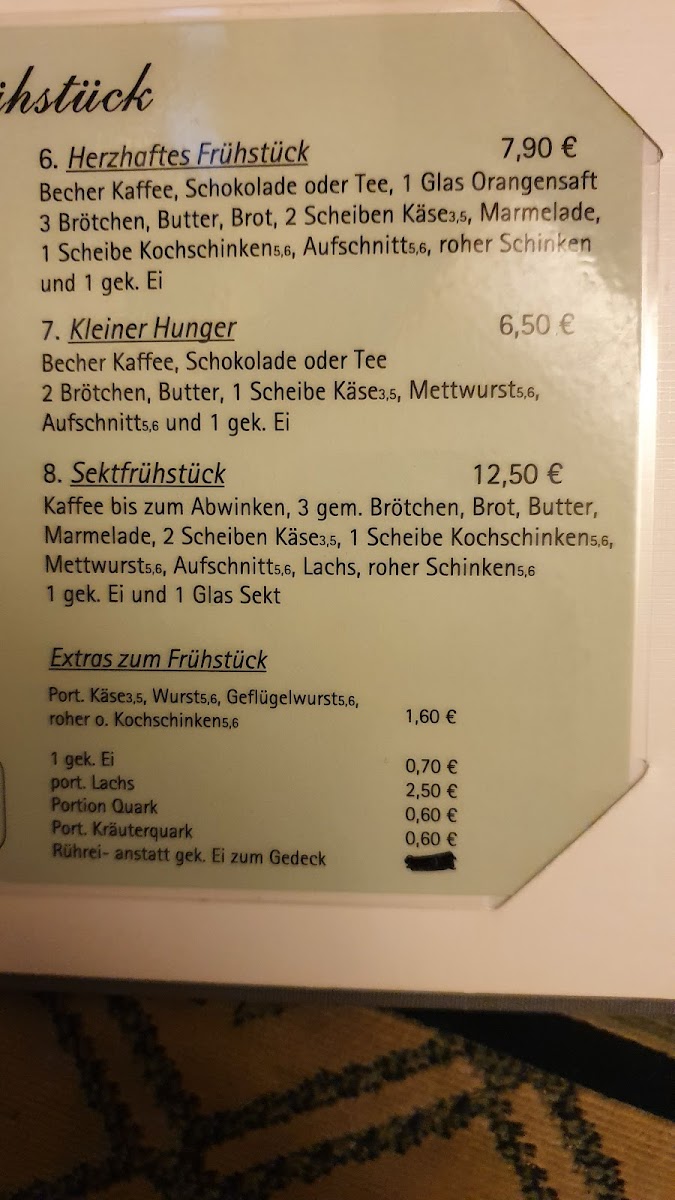 ihstück
6. Herzhaftes Frühstück 7,90 €
Becher Kaffee, Schokolade oder Tee, 1 Glas Orangensaft
3 Brötchen, Butter, Brot, 2 Scheiben Käse3,5, Marmelade,
1 Scheibe Kochschinken5,6, Aufschnitt5,6, roher Schinken
und 1 gek. Ei
7. Kleiner Hunger 6,50 €
Becher Kaffee, Schokolade oder Tee
2 Brötchen, Butter, 1 Scheibe Käse3,5, Mettwurst5,6,
Aufschnitt5,6 und 1 gek. Ei
8. Sektfrühstück 12,50 €
Kaffee bis zum Abwinken, 3 gem. Brötchen, Brot, Butter,
Marmelade, 2 Scheiben Käse3,5, 1 Scheibe Kochschinken5,6,
Mettwurst5,6, Aufschnitt5,6, Lachs, roher Schinken5,6
1 gek. Ei und 1 Glas Sekt
Extras zum Frühstück
Port. Käse3,5, Wurst5,6, Geflügelwurst5,6,
roher o. Kochschinken5,6 1,60 €
1 gek. Ei 0,70 €
port. Lachs 2,50 €
Portion Quark 0,60 €
Port. Kräuterquark 0,60 €
Rührei- anstatt gek. Ei zum Gedeck